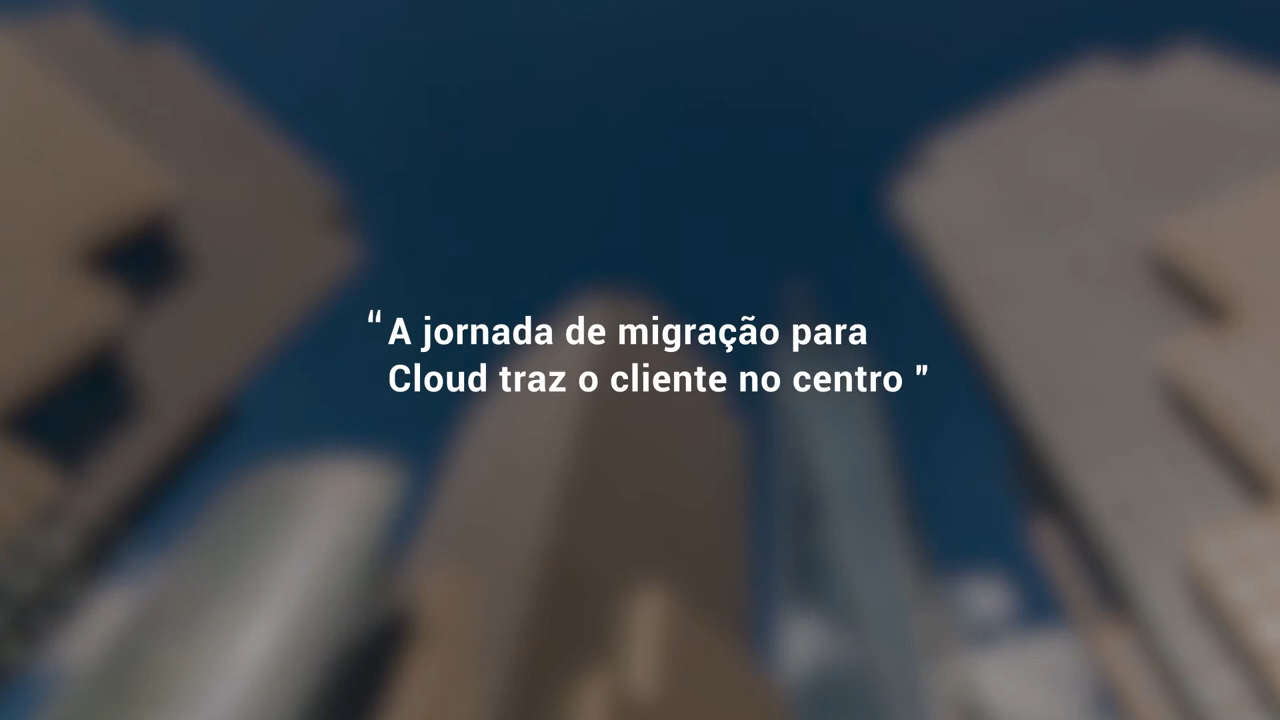 “ A jornada de migração para
Cloud traz o cliente no centro ”